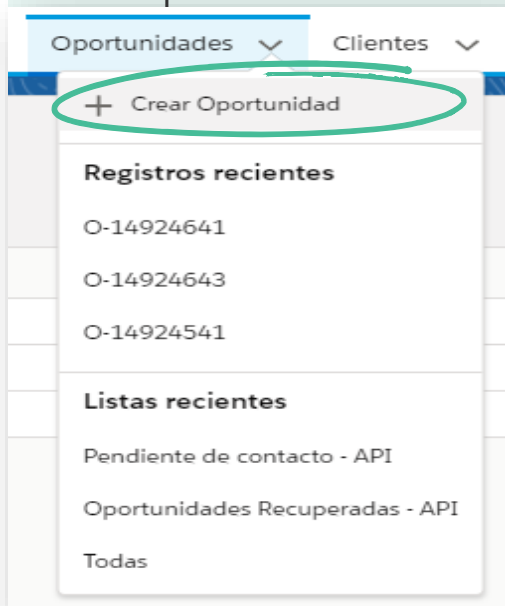 Oportunidades Clientes
+ Crear Oportunidad
Registros recientes
O-14924641
O-14924643
O-14924541
Listas recientes
Pendiente de contacto - API
Oportunidades Recuperadas - API
Todas